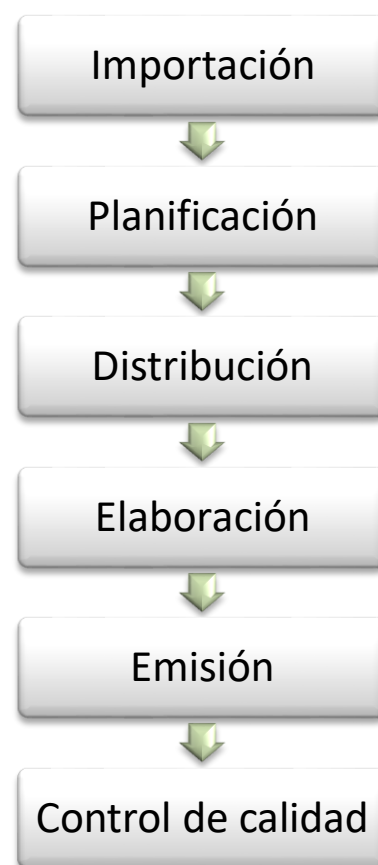 Importación
Planificación
Distribución
Elaboración
Emisión
Control de calidad